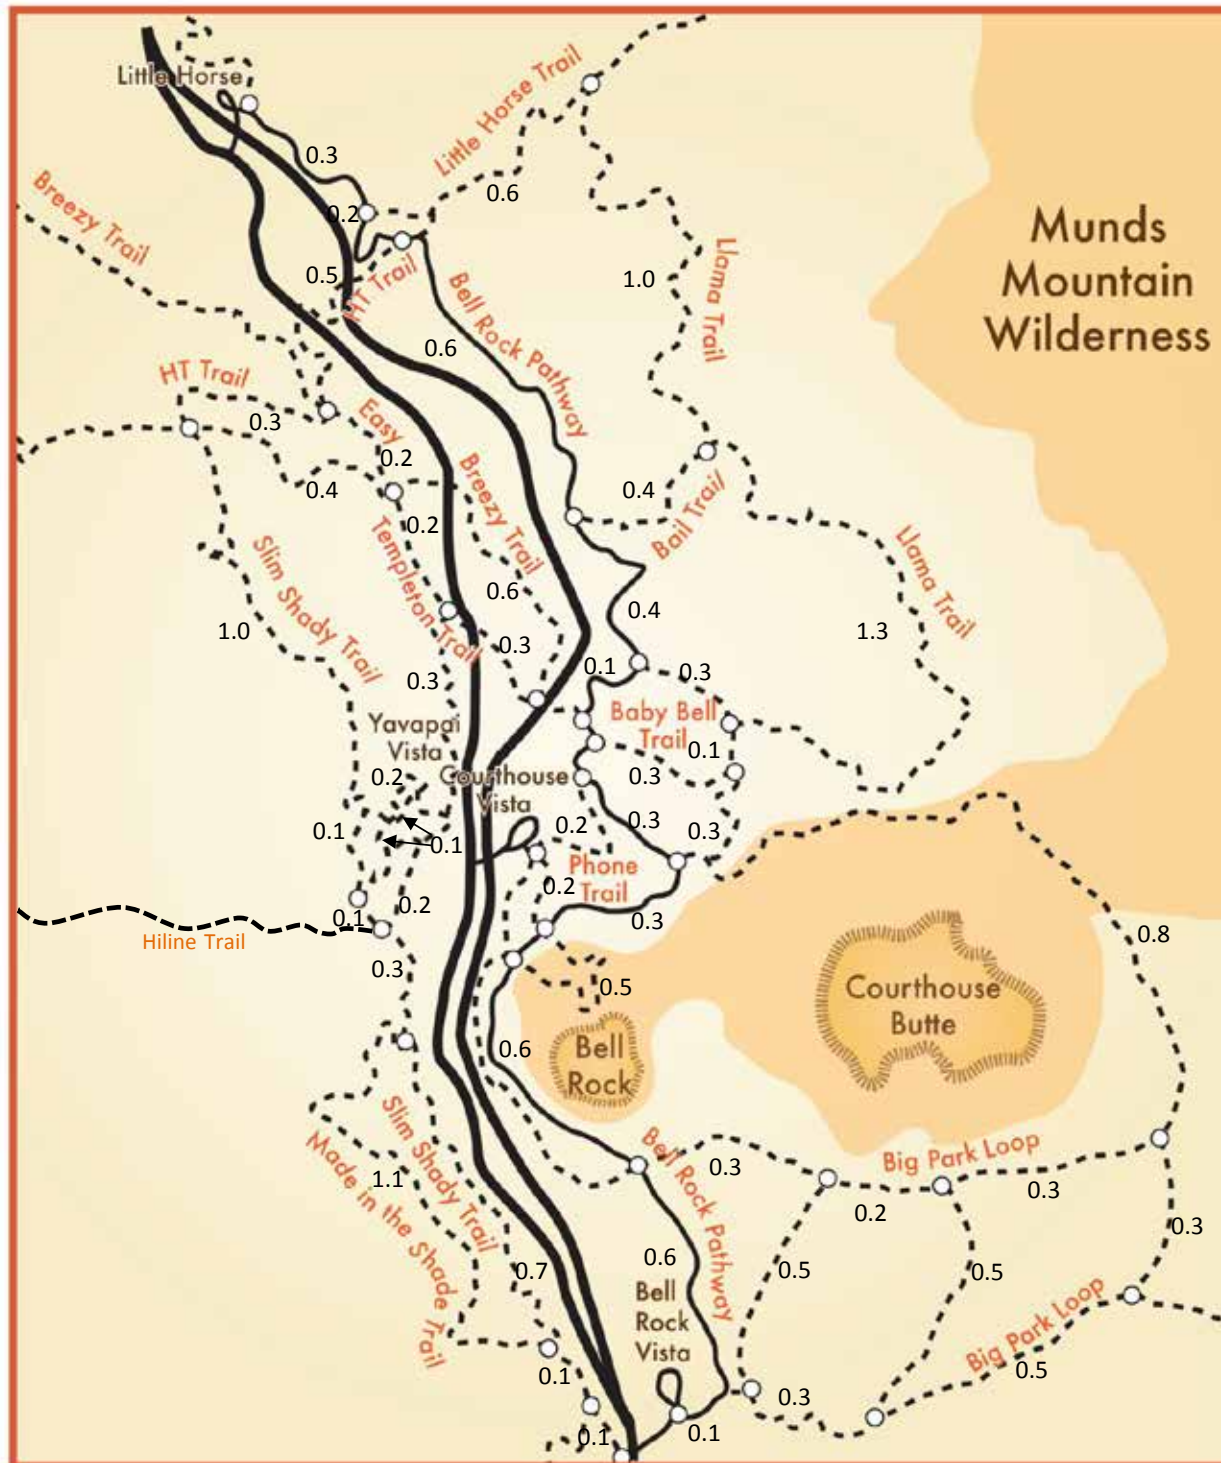 Little Horse
Little Horse Trail
0.3
0.6
Breezy Trail
0.2
Munds
Mountain
Wilderness
0.5
HT Trail
1.0
Llama Trail
Bell Rock Pathway
0.6
HT Trail
0.3
Easy
Breezy Trail
0.2
0.4
0.2
0.4
Bail Trail
Slim Shady Trail
Templeton Trail
0.6
0.4
Llama Trail
1.0
1.3
0.3
0.1
0.3
0.3
Yavapai
Vista
Baby Bell
Trail
0.1
0.2
Courthouse
Vista
0.3
0.1
0.1
0.2
0.3
0.3
Phone
Trail
0.2
0.1
0.2
0.3
Hiline Trail
0.8
0.3
0.5
Courthouse
Butte
0.6
Bell
Rock
Made in the Shade Trail
Slim Shady Trail
1.1
Bell Rock Pathway
0.3
Big Park Loop
0.2
0.3
0.3
0.7
0.6
0.5
0.5
Bell
Rock
Vista
Big Park Loop
0.5
0.1
0.3
0.1
0.1